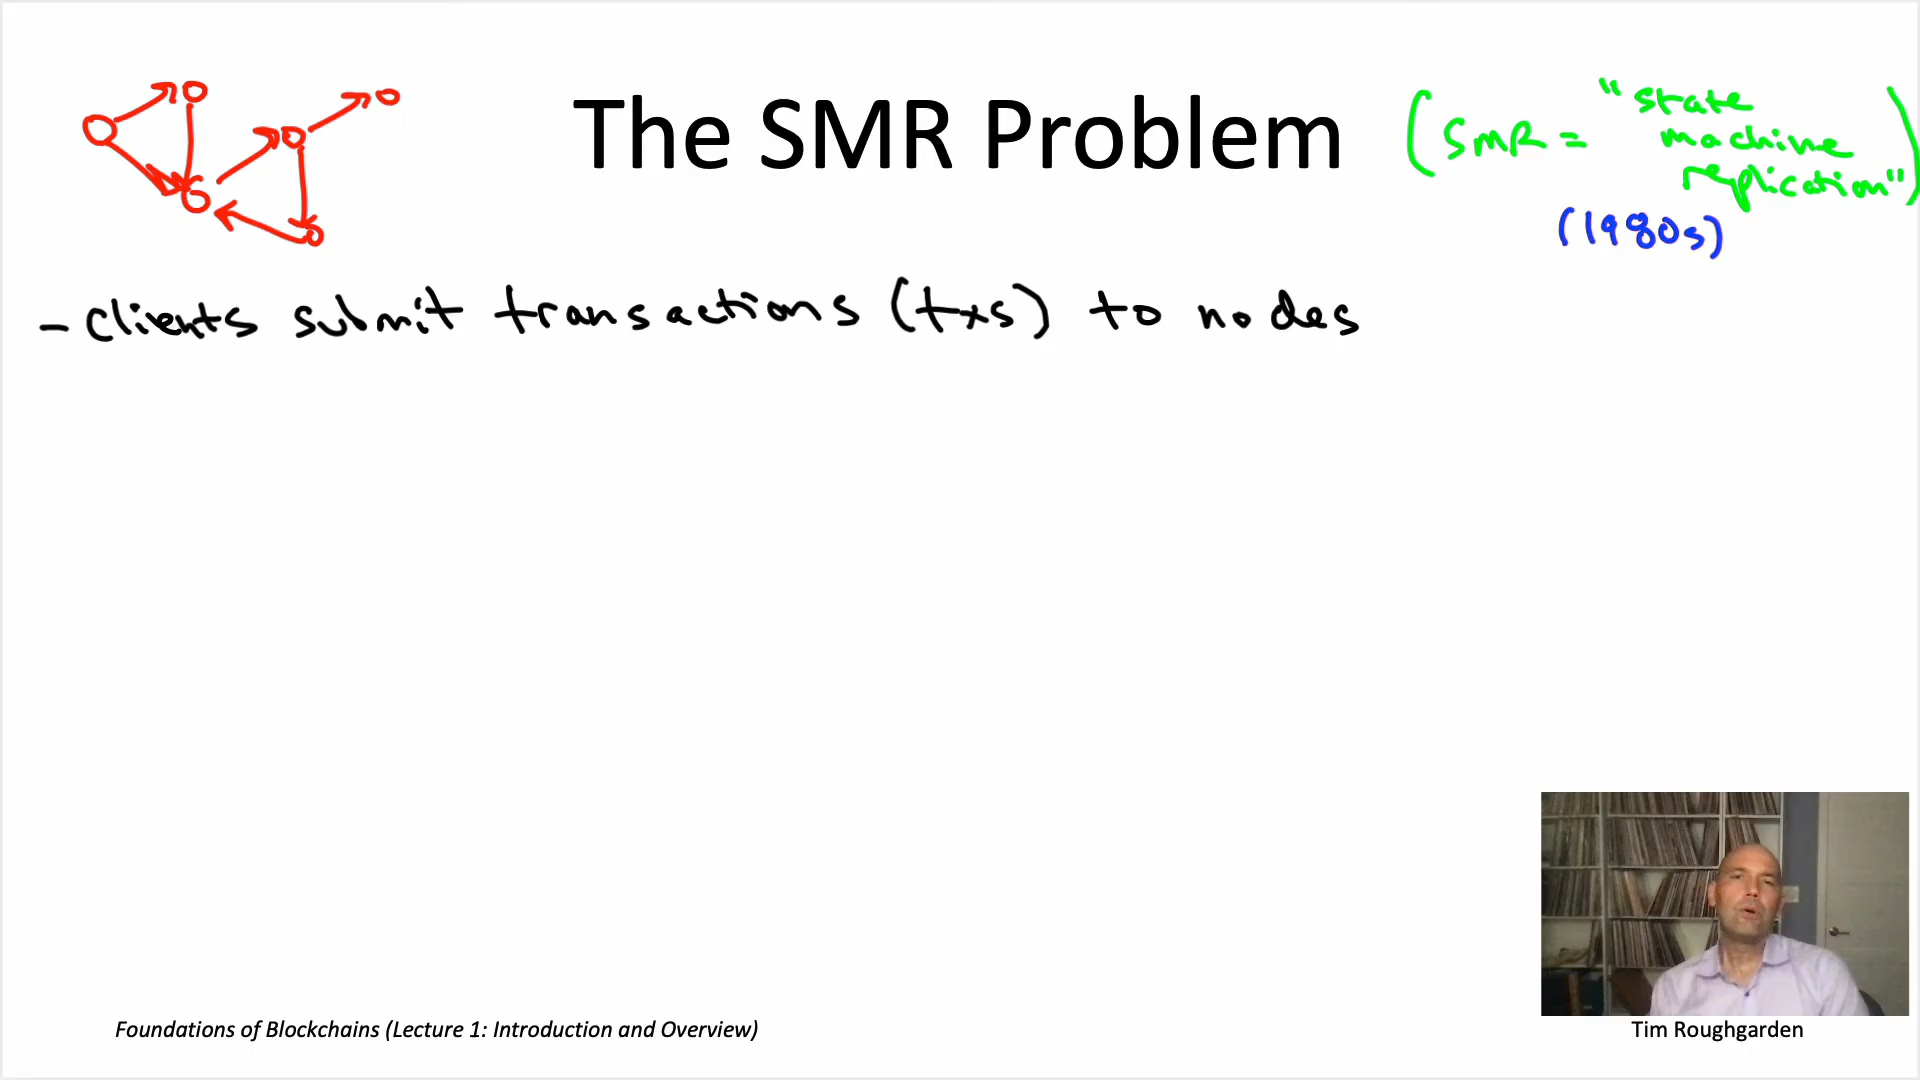 The SMR Problem
(SMR = "state
machine
replication")
(1980s)
- clients submit transactions (txs) to nodes
Foundations of Blockchains (Lecture 1: Introduction and Overview)
Tim Roughgarden